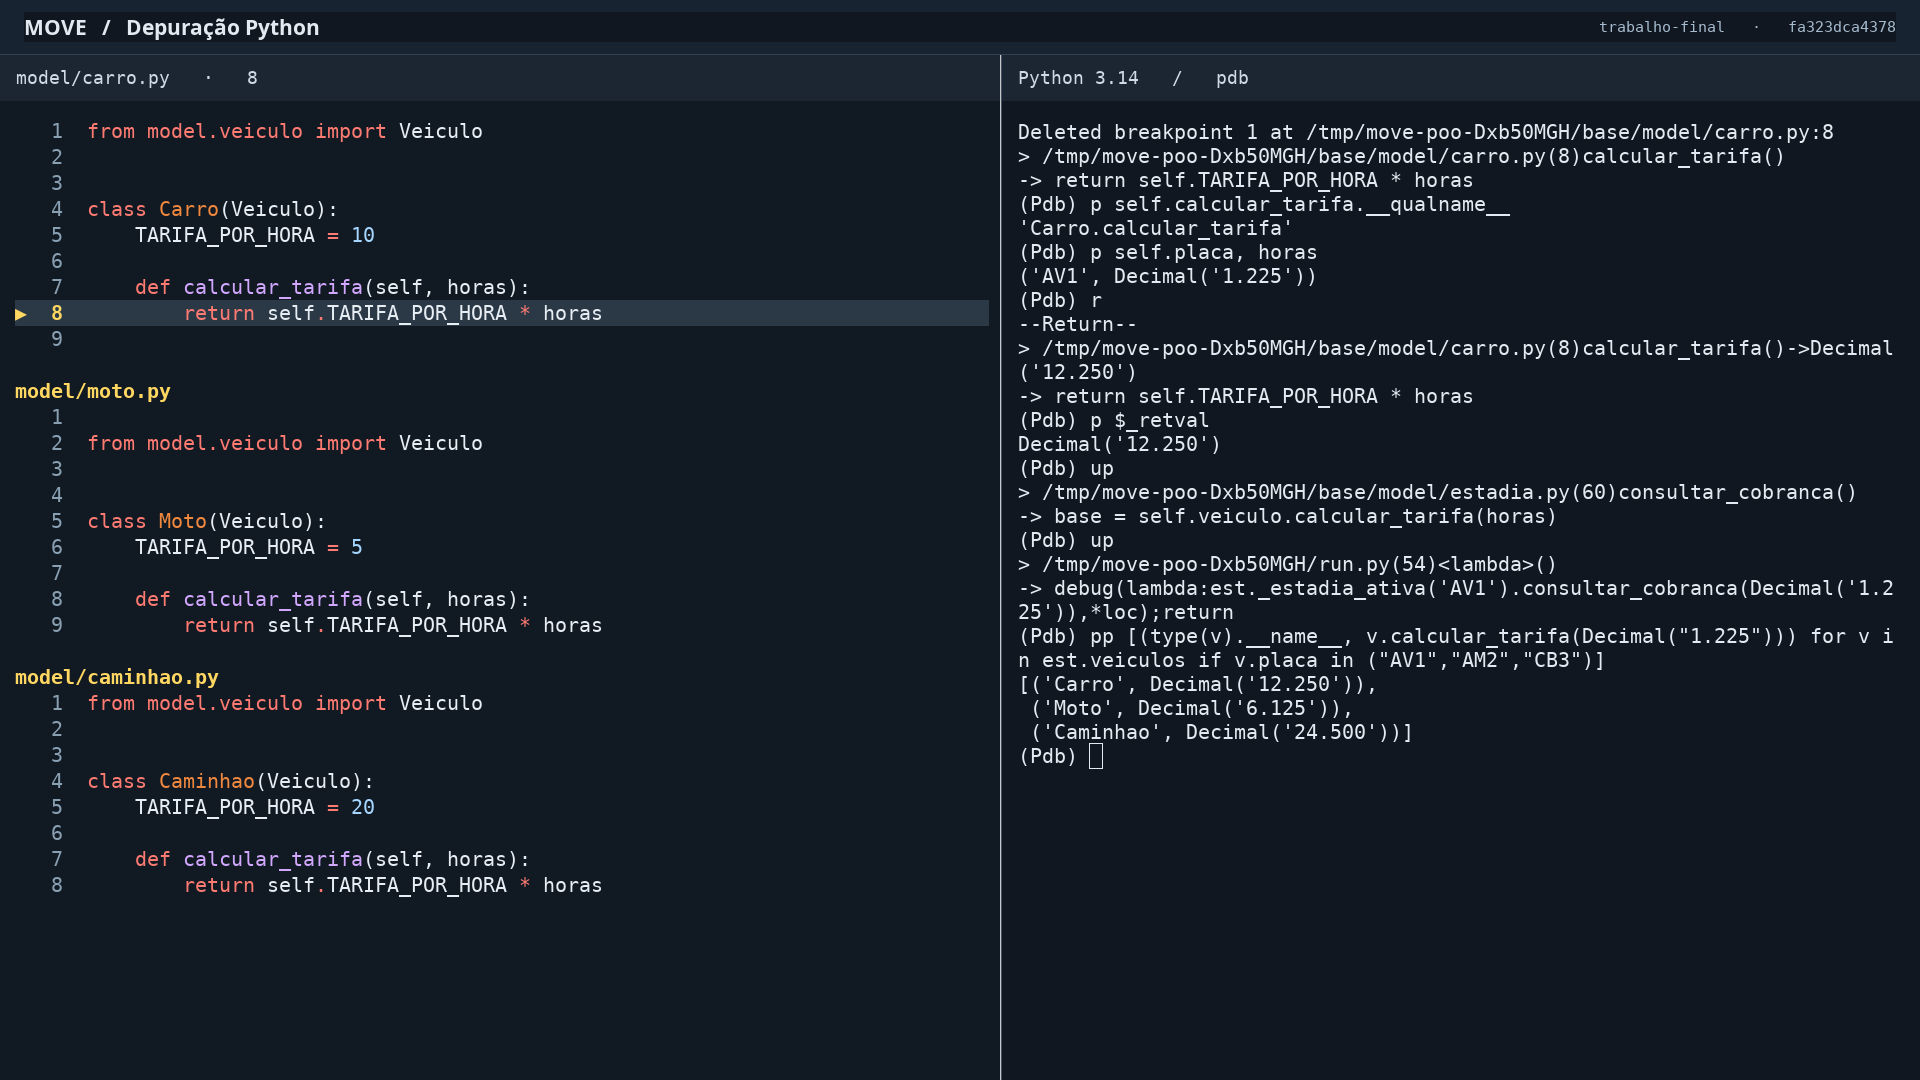 MOVE / Depuração Python
trabalho-final · fa323dca4378
model/carro.py · 8
1 from model.veiculo import Veiculo
2
3
4 class Carro(Veiculo):
5     TARIFA_POR_HORA = 10
6
7     def calcular_tarifa(self, horas):
▶ 8         return self.TARIFA_POR_HORA * horas
9
model/moto.py
1
2 from model.veiculo import Veiculo
3
4
5 class Moto(Veiculo):
6     TARIFA_POR_HORA = 5
7
8     def calcular_tarifa(self, horas):
9         return self.TARIFA_POR_HORA * horas
model/caminhao.py
1 from model.veiculo import Veiculo
2
3
4 class Caminhao(Veiculo):
5     TARIFA_POR_HORA = 20
6
7     def calcular_tarifa(self, horas):
8         return self.TARIFA_POR_HORA * horas
Python 3.14 / pdb
Deleted breakpoint 1 at /tmp/move-poo-Dxb50MGH/base/model/carro.py:8
> /tmp/move-poo-Dxb50MGH/base/model/carro.py(8)calcular_tarifa()
-> return self.TARIFA_POR_HORA * horas
(Pdb) p self.calcular_tarifa.__qualname__
'Carro.calcular_tarifa'
(Pdb) p self.placa, horas
('AV1', Decimal('1.225'))
(Pdb) r
--Return--
> /tmp/move-poo-Dxb50MGH/base/model/carro.py(8)calcular_tarifa()->Decimal
('12.250')
-> return self.TARIFA_POR_HORA * horas
(Pdb) p $_retval
Decimal('12.250')
(Pdb) up
> /tmp/move-poo-Dxb50MGH/base/model/estadia.py(60)consultar_cobranca()
-> base = self.veiculo.calcular_tarifa(horas)
(Pdb) up
> /tmp/move-poo-Dxb50MGH/run.py(54)<lambda>()
-> debug(lambda:est._estadia_ativa('AV1').consultar_cobranca(Decimal('1.2
25')),*loc);return
(Pdb) pp [(type(v).__name__, v.calcular_tarifa(Decimal("1.225"))) for v i
n est.veiculos if v.placa in ("AV1","AM2","CB3")]
[('Carro', Decimal('12.250')),
 ('Moto', Decimal('6.125')),
 ('Caminhao', Decimal('24.500'))]
(Pdb)